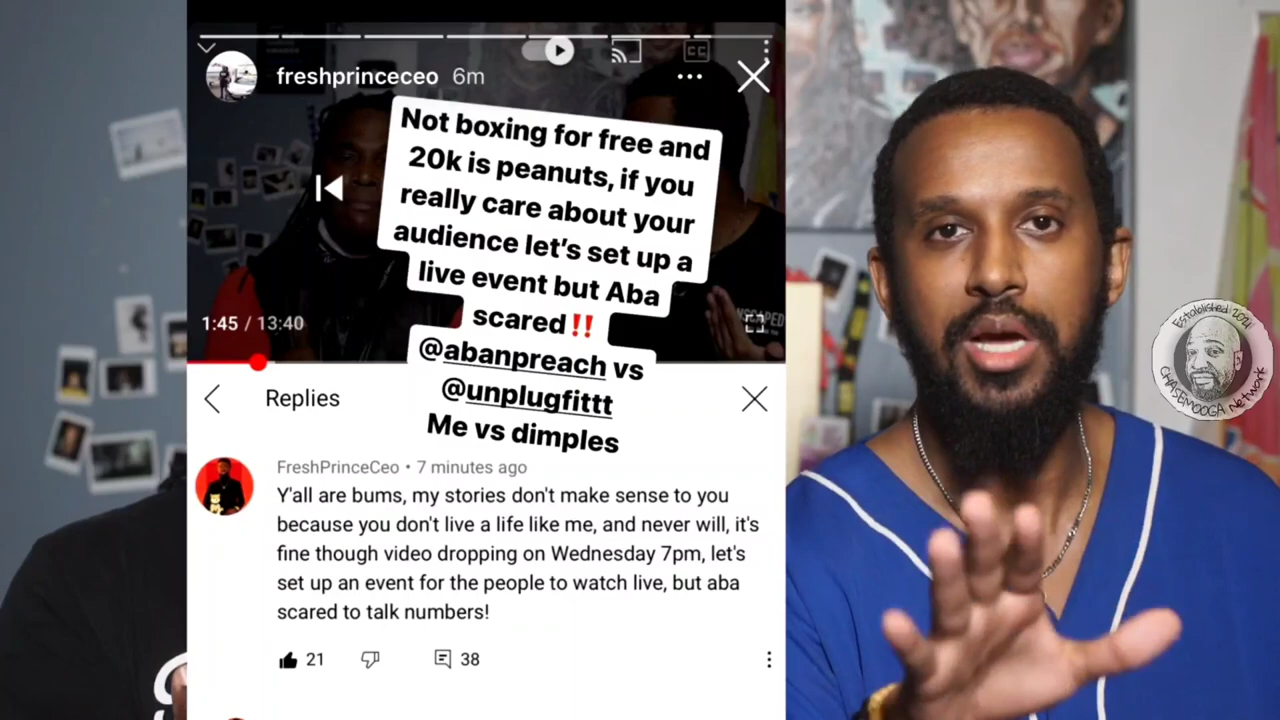 freshprinceceo 6m
CC
Not boxing for free and
20k is peanuts, if you
really care about your
audience let's set up a
live event but Aba
scared‼️
@abanpreach vs
@unplugfittt
Me vs dimples
1:45 / 13:40
Replies
FreshPrinceCeo • 7 minutes ago
Y'all are bums, my stories don't make sense to you
because you don't live a life like me, and never will, it's
fine though video dropping on Wednesday 7pm, let's
set up an event for the people to watch live, but aba
scared to talk numbers!
21 38
Established 2021
CHASEMOOGA Network